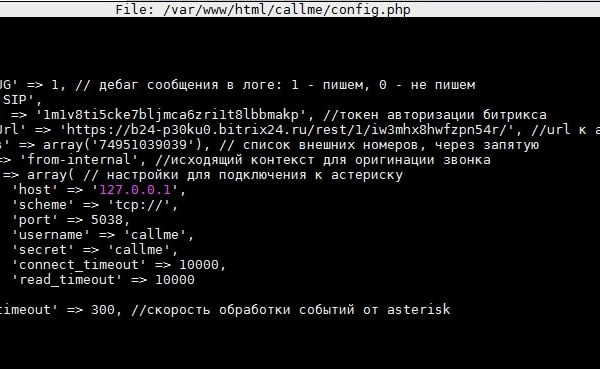 File: /var/www/html/callme/config.php
UG' => 1, // дебаг сообщения в логе: 1 - пишем, 0 - не пишем
SIP',
=> '1m1v8ti5cke7bljmca6zri1t8lbbmakp', //токен авторизации битрикса
Url' => 'https://b24-p30ku0.bitrix24.ru/rest/1/iw3mhx8hwfzpn54r/', //url к а
s' => array('74951039039'), // список внешних номеров, через запятую
=> 'from-internal', //исходящий контекст для оригинации звонка
=> array( // настройки для подключения к астериску
'host' => '127.0.0.1',
'scheme' => 'tcp://',
'port' => 5038,
'username' => 'callme',
'secret' => 'callme',
'connect_timeout' => 10000,
'read_timeout' => 10000
timeout' => 300, //скорость обработки событий от asterisk